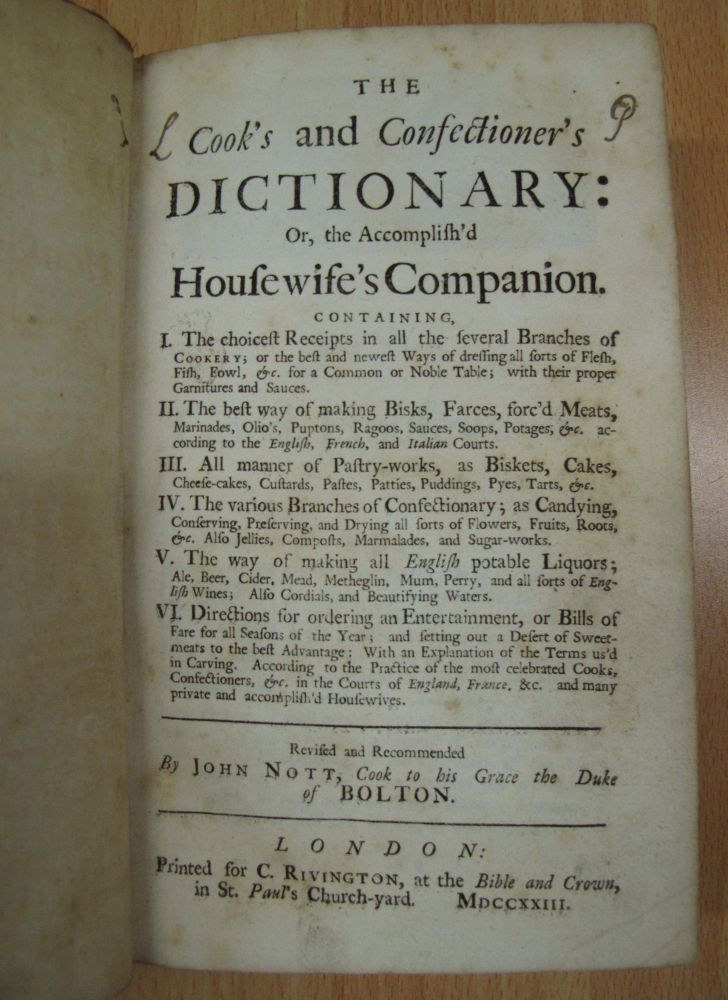 THE
Cook's and Confectioner's
DICTIONARY:
Or, the Accompliſh'd
Houſewife's Companion.
CONTAINING,
I. The choiceſt Receipts in all the ſeveral Branches of
COOKERY; or the beſt and neweſt Ways of dreſſing all ſorts of Fleſh,
Fiſh, Fowl, &c. for a Common or Noble Table; with their proper
Garnitures and Sauces.
II. The beſt way of making Bisks, Farces, forc'd Meats,
Marinades, Olio's, Puptons, Ragoos, Sauces, Soops, Potages, &c. ac-
cording to the Engliſh, French, and Italian Courts.
III. All manner of Paſtry-works, as Biskets, Cakes,
Cheeſe-cakes, Cuſtards, Paſtes, Patties, Puddings, Pyes, Tarts, &c.
IV. The various Branches of Confectionary; as Candying,
Conſerving, Preſerving, and Drying all ſorts of Flowers, Fruits, Roots,
&c. Alſo Jellies, Compoſts, Marmalades, and Sugar-works.
V. The way of making all Engliſh potable Liquors;
Ale, Beer, Cider, Mead, Metheglin, Mum, Perry, and all ſorts of Eng-
liſh Wines; Alſo Cordials, and Beautifying Waters.
VI. Directions for ordering an Entertainment, or Bills of
Fare for all Seaſons of the Year; and ſetting out a Deſert of Sweet-
meats to the beſt Advantage: With an Explanation of the Terms us'd
in Carving. According to the Practice of the moſt celebrated Cooks,
Confectioners, &c. in the Courts of England, France, &c. and many
private and accompliſh'd Houſewives.
Reviſed and Recommended
By JOHN NOTT, Cook to his Grace the Duke
of BOLTON.
LONDON:
Printed for C. RIVINGTON, at the Bible and Crown,
in St. Paul's Church-yard. MDCCXXIII.